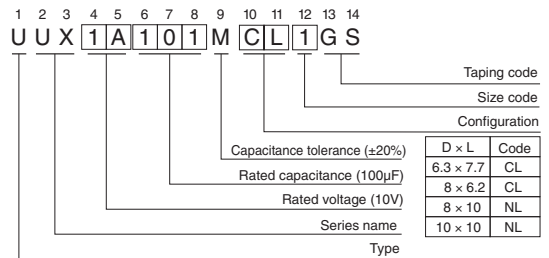 1 2 3 4 5 6 7 8 9 10 11 12 13 14
U U X 1 A 1 0 1 M C L 1 G S
Taping code
Size code
Configuration
Capacitance tolerance (±20%)
Rated capacitance (100µF)
Rated voltage (10V)
Series name
Type
D × L Code
6.3 × 7.7 CL
8 × 6.2 CL
8 × 10 NL
10 × 10 NL